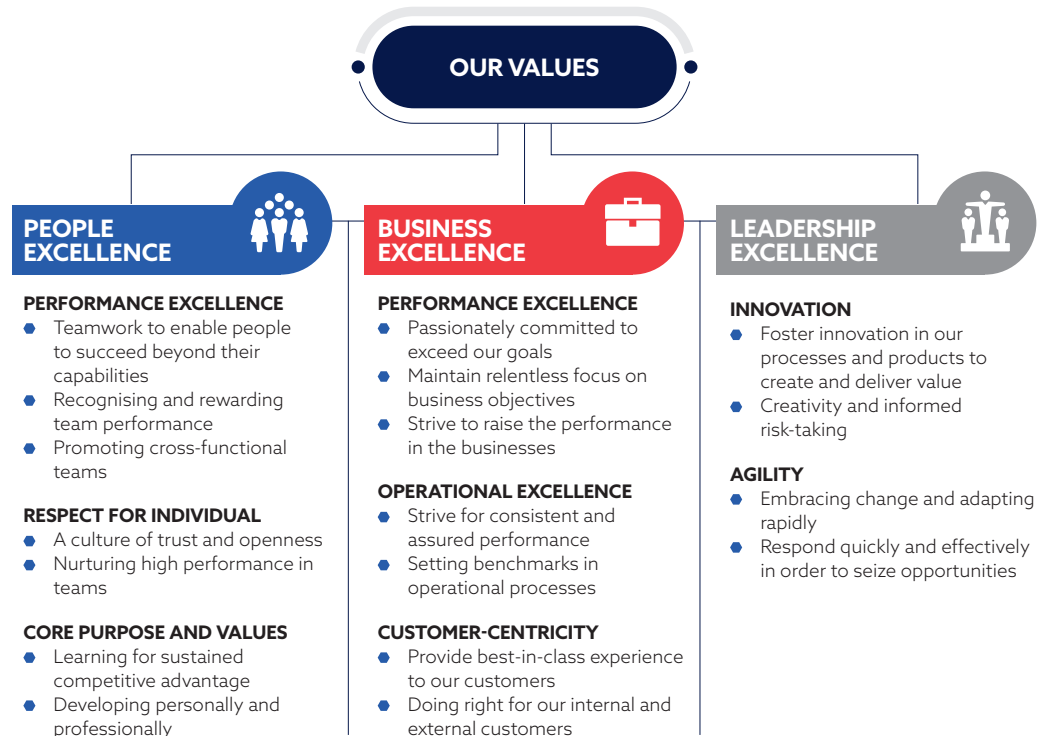 OUR VALUES
PEOPLE
EXCELLENCE
PERFORMANCE EXCELLENCE
Teamwork to enable people
to succeed beyond their
capabilities
Recognising and rewarding
team performance
Promoting cross-functional
teams
RESPECT FOR INDIVIDUAL
A culture of trust and openness
Nurturing high performance in
teams
CORE PURPOSE AND VALUES
Learning for sustained
competitive advantage
Developing personally and
professionally
BUSINESS
EXCELLENCE
PERFORMANCE EXCELLENCE
Passionately committed to
exceed our goals
Maintain relentless focus on
business objectives
Strive to raise the performance
in the businesses
OPERATIONAL EXCELLENCE
Strive for consistent and
assured performance
Setting benchmarks in
operational processes
CUSTOMER-CENTRICITY
Provide best-in-class experience
to our customers
Doing right for our internal and
external customers
LEADERSHIP
EXCELLENCE
INNOVATION
Foster innovation in our
processes and products to
create and deliver value
Creativity and informed
risk-taking
AGILITY
Embracing change and adapting
rapidly
Respond quickly and effectively
in order to seize opportunities